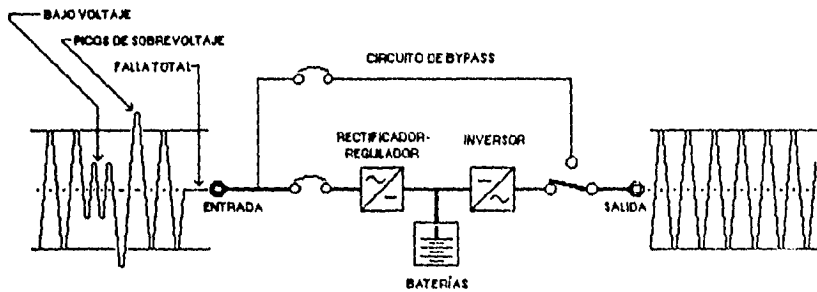 BAJO VOLTAJE
PICOS DE SOBREVOLTAJE
FALLA TOTAL
CIRCUITO DE BYPASS
RECTIFICADOR-
REGULADOR
INVERSOR
ENTRADA
SALIDA
BATERÍAS